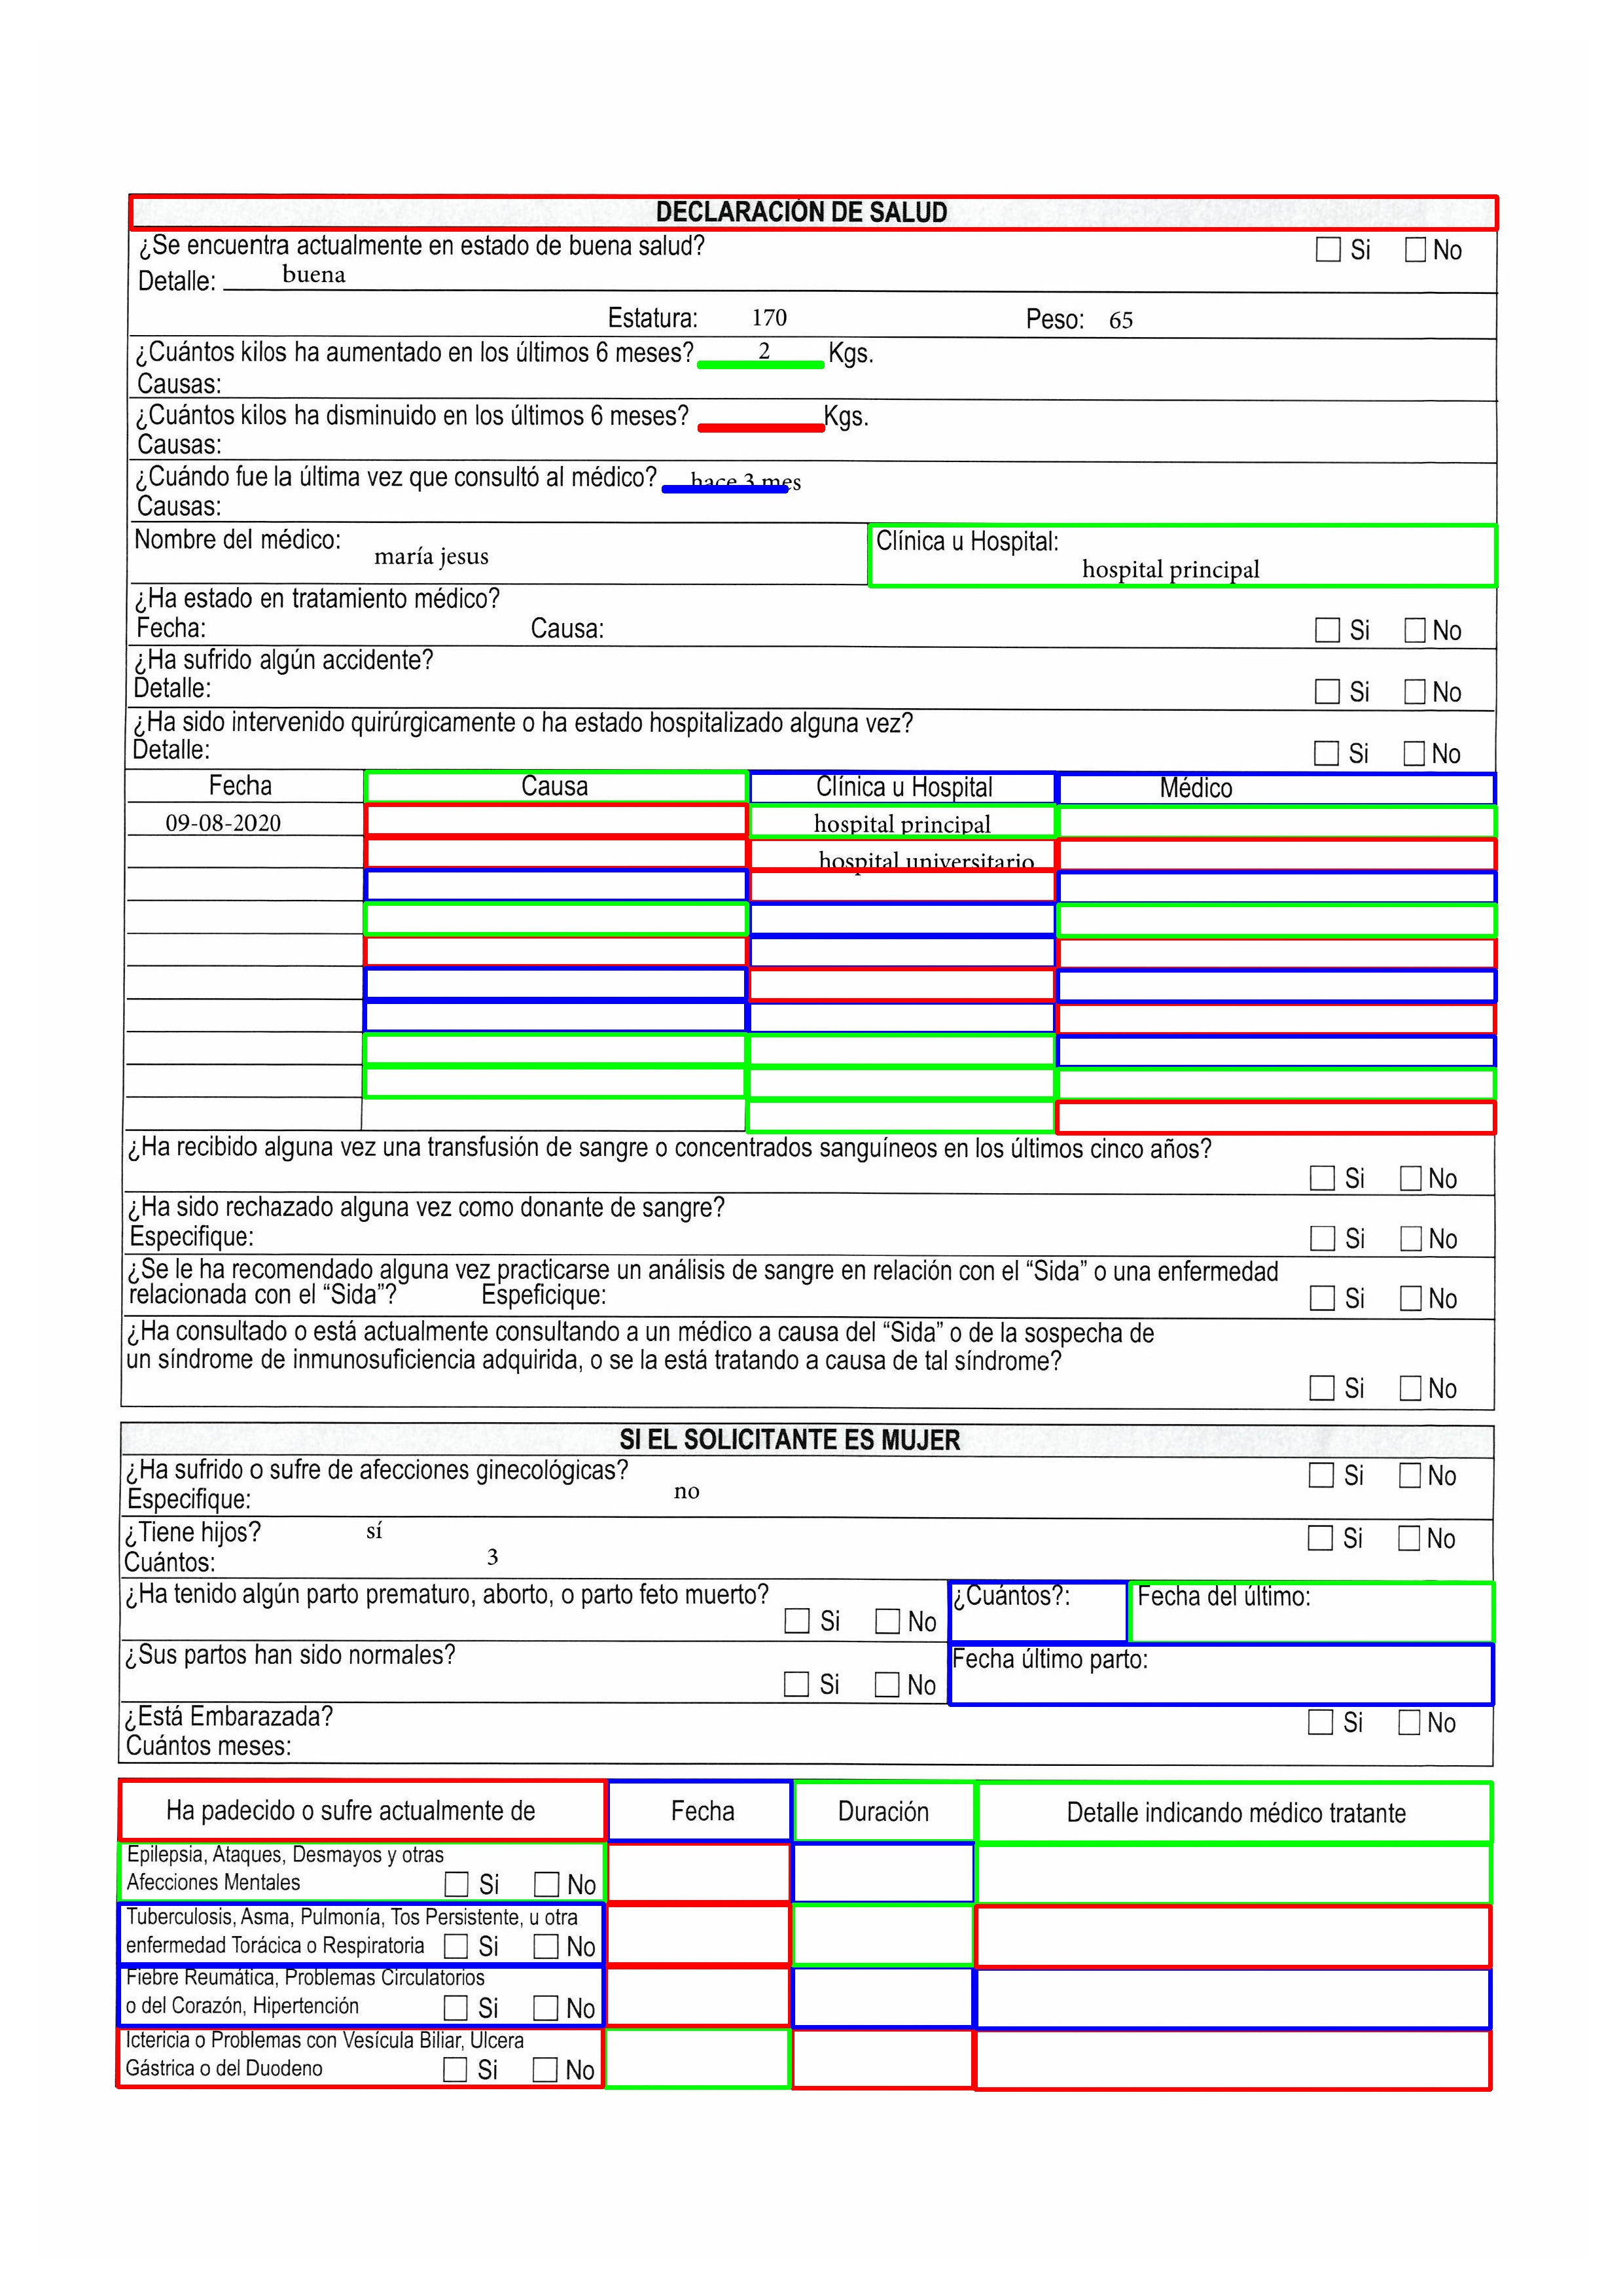 DECLARACIÓN DE SALUD
¿Se encuentra actualmente en estado de buena salud? Si No
Detalle: buena
Estatura: 170 Peso: 65
¿Cuántos kilos ha aumentado en los últimos 6 meses? 2 Kgs.
Causas:
¿Cuántos kilos ha disminuido en los últimos 6 meses? Kgs.
Causas:
¿Cuándo fue la última vez que consultó al médico? hace 3 mes
Causas:
Nombre del médico: maría jesus Clínica u Hospital: hospital principal
¿Ha estado en tratamiento médico?
Fecha: Causa: Si No
¿Ha sufrido algún accidente?
Detalle: Si No
¿Ha sido intervenido quirúrgicamente o ha estado hospitalizado alguna vez?
Detalle: Si No
Fecha Causa Clínica u Hospital Médico
09-08-2020 hospital principal
hospital universitario
¿Ha recibido alguna vez una transfusión de sangre o concentrados sanguíneos en los últimos cinco años?
Si No
¿Ha sido rechazado alguna vez como donante de sangre?
Especifique: Si No
¿Se le ha recomendado alguna vez practicarse un análisis de sangre en relación con el “Sida” o una enfermedad
relacionada con el “Sida”? Espeficique: Si No
¿Ha consultado o está actualmente consultando a un médico a causa del “Sida” o de la sospecha de
un síndrome de inmunosuficiencia adquirida, o se la está tratando a causa de tal síndrome?
Si No
SI EL SOLICITANTE ES MUJER
¿Ha sufrido o sufre de afecciones ginecológicas? Si No
Especifique: no
¿Tiene hijos? sí Si No
Cuántos: 3
¿Ha tenido algún parto prematuro, aborto, o parto feto muerto? Si No ¿Cuántos?: Fecha del último:
¿Sus partos han sido normales? Si No Fecha último parto:
¿Está Embarazada? Si No
Cuántos meses:
Ha padecido o sufre actualmente de Fecha Duración Detalle indicando médico tratante
Epilepsia, Ataques, Desmayos y otras
Afecciones Mentales Si No
Tuberculosis, Asma, Pulmonía, Tos Persistente, u otra
enfermedad Torácica o Respiratoria Si No
Fiebre Reumática, Problemas Circulatorios
o del Corazón, Hipertención Si No
Ictericia o Problemas con Vesícula Biliar, Ulcera
Gástrica o del Duodeno Si No